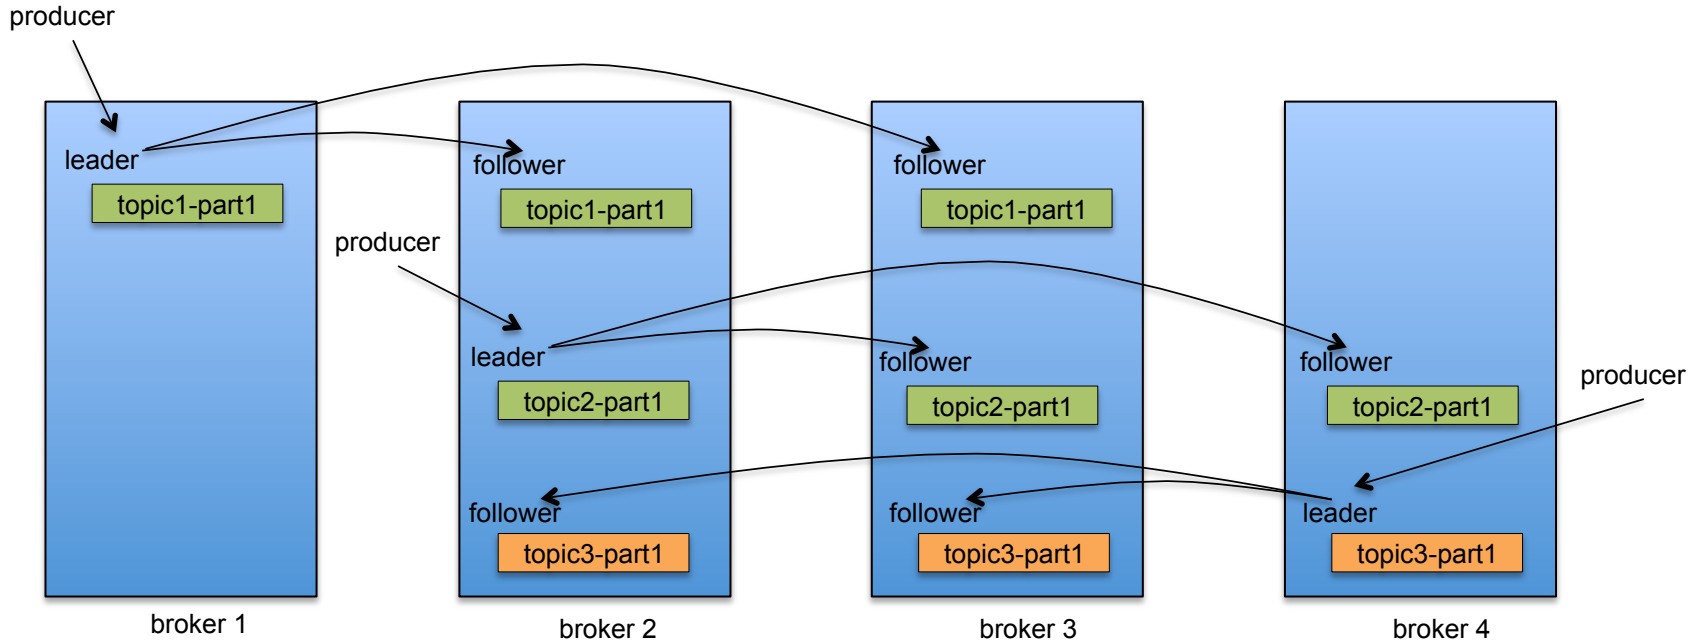 producer
leader
follower
follower
topic1-part1
topic1-part1
topic1-part1
producer
leader
follower
follower
producer
topic2-part1
topic2-part1
topic2-part1
follower
follower
leader
topic3-part1
topic3-part1
topic3-part1
broker 1
broker 2
broker 3
broker 4